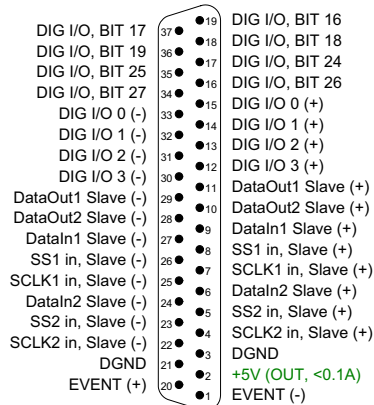 DIG I/O, BIT 17 37 19 DIG I/O, BIT 16
DIG I/O, BIT 19 36 18 DIG I/O, BIT 18
DIG I/O, BIT 25 35 17 DIG I/O, BIT 24
DIG I/O, BIT 27 34 16 DIG I/O, BIT 26
DIG I/O 0 (-) 33 15 DIG I/O 0 (+)
DIG I/O 1 (-) 32 14 DIG I/O 1 (+)
DIG I/O 2 (-) 31 13 DIG I/O 2 (+)
DIG I/O 3 (-) 30 12 DIG I/O 3 (+)
DataOut1 Slave (-) 29 11 DataOut1 Slave (+)
DataOut2 Slave (-) 28 10 DataOut2 Slave (+)
DataIn1 Slave (-) 27 9 DataIn1 Slave (+)
SS1 in, Slave (-) 26 8 SS1 in, Slave (+)
SCLK1 in, Slave (-) 25 7 SCLK1 in, Slave (+)
DataIn2 Slave (-) 24 6 DataIn2 Slave (+)
SS2 in, Slave (-) 23 5 SS2 in, Slave (+)
SCLK2 in, Slave (-) 22 4 SCLK2 in, Slave (+)
DGND 21 3 DGND
EVENT (+) 20 2 +5V (OUT, <0.1A)
1 EVENT (-)